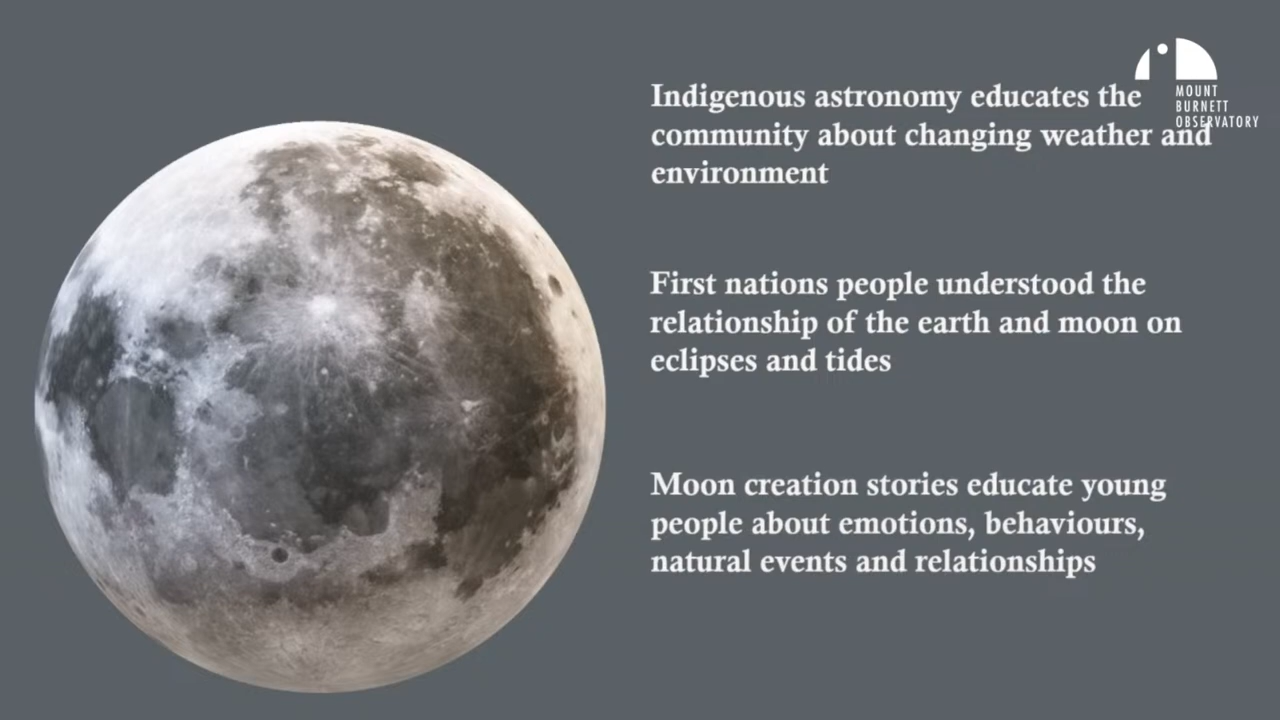 MOUNT
BURNETT
OBSERVATORY
Indigenous astronomy educates the
community about changing weather and
environment
First nations people understood the
relationship of the earth and moon on
eclipses and tides
Moon creation stories educate young
people about emotions, behaviours,
natural events and relationships